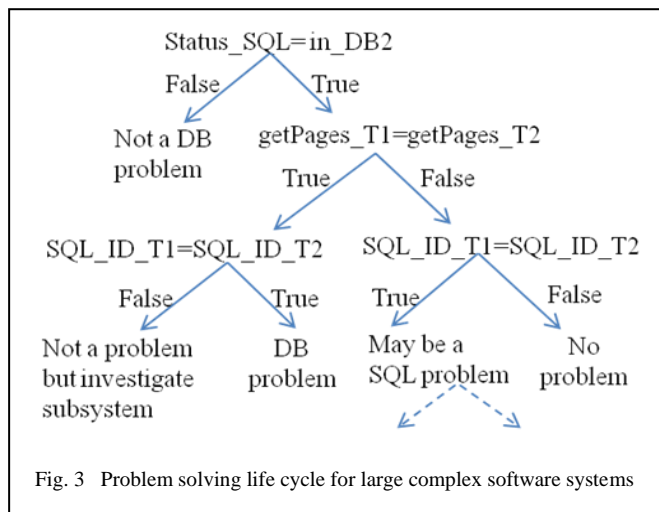 Status_SQL=in_DB2
False
True
Not a DB
problem
getPages_T1=getPages_T2
True
False
SQL_ID_T1=SQL_ID_T2
SQL_ID_T1=SQL_ID_T2
False
True
True
False
Not a problem
but investigate
subsystem
DB
problem
May be a
SQL problem
No
problem
Fig. 3 Problem solving life cycle for large complex software systems